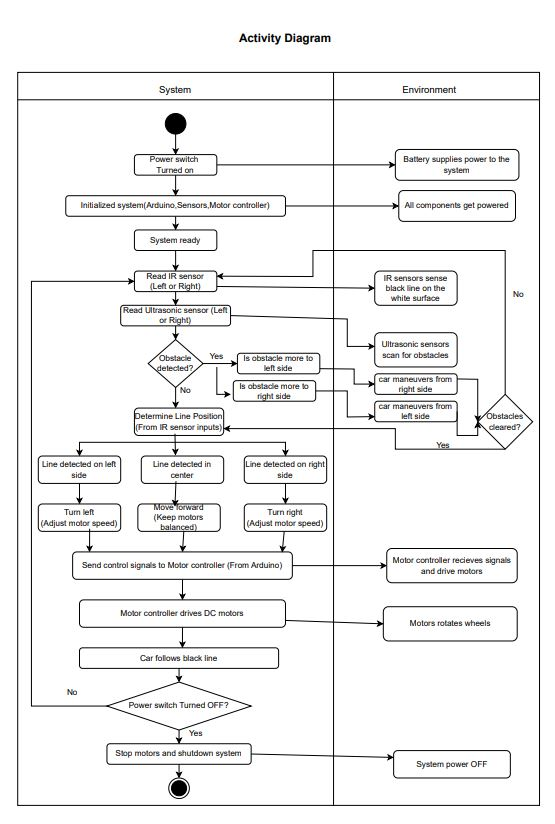 Activity Diagram
System
Environment
Power switch
Turned on
Battery supplies power to the
system
Initialized system(Arduino,Sensors,Motor controller)
All components get powered
System ready
Read IR sensor
(Left or Right)
IR sensors sense
black line on the
white surface
No
Read Ultrasonic sensor (Left
or Right)
Ultrasonic sensors
scan for obstacles
Obstacle
detected?
Yes
Is obstacle more to
left side
car maneuvers from
right side
No
Is obstacle more to
right side
car maneuvers from
left side
Obstacles
cleared?
Determine Line Position
(From IR sensor inputs)
Yes
Line detected on left
side
Line detected in
center
Line detected on right
side
Turn left
(Adjust motor speed)
Move forward
(Keep motors
balanced)
Turn right
(Adjust motor speed)
Send control signals to Motor controller (From Arduino)
Motor controller recieves signals
and drive motors
Motor controller drives DC motors
Motors rotates wheels
Car follows black line
No
Power switch Turned OFF?
Yes
Stop motors and shutdown system
System power OFF